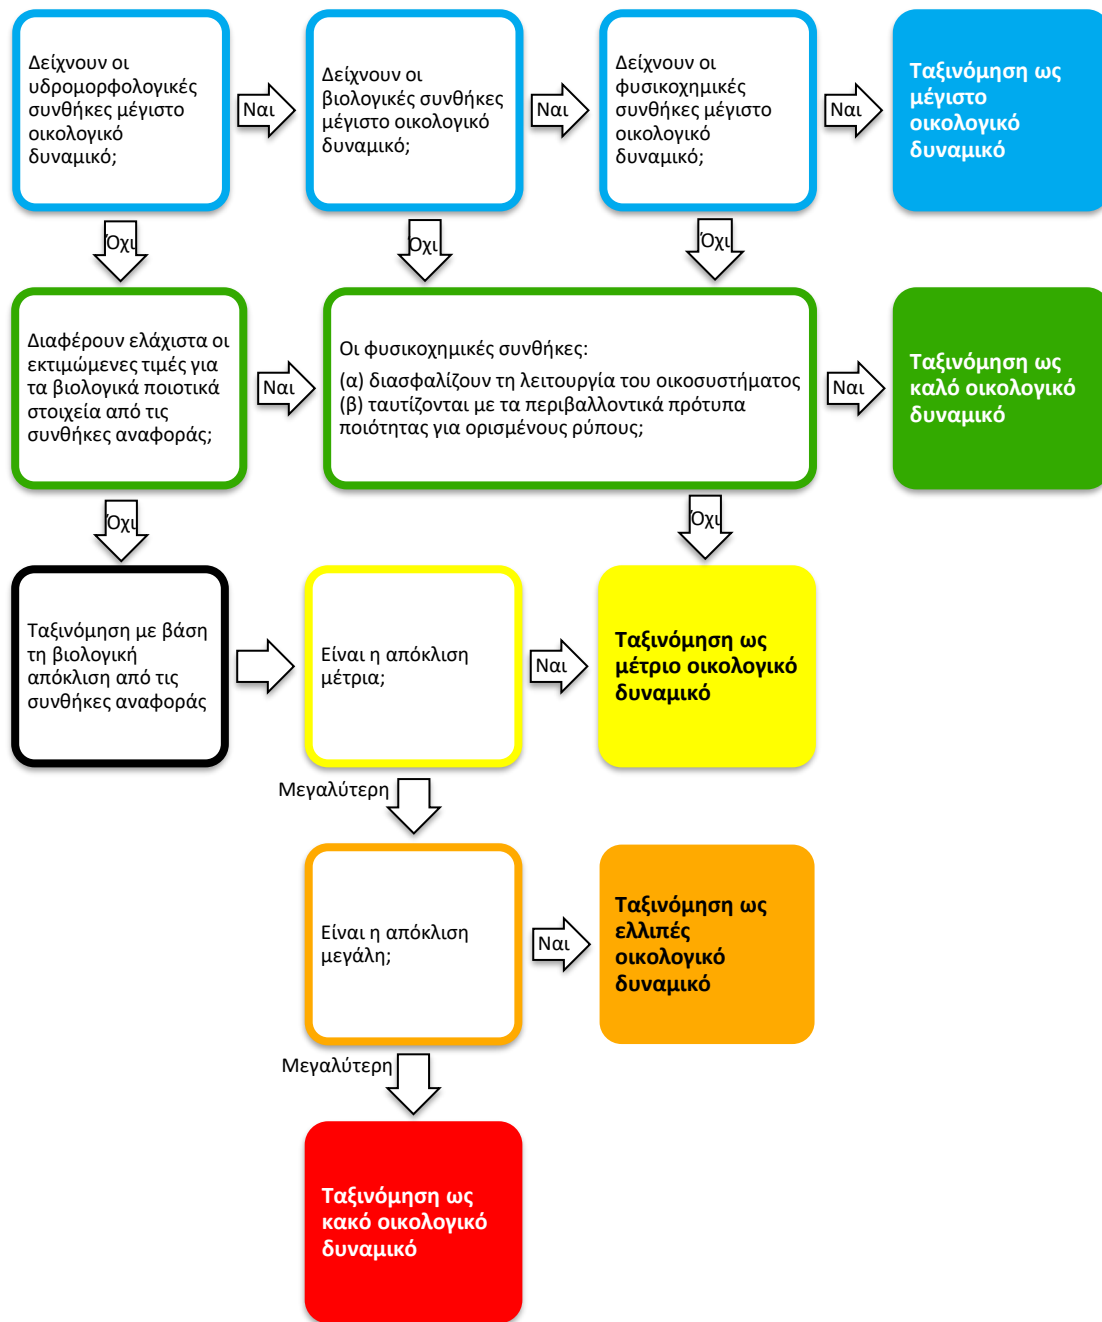 Δείχνουν οι
υδρομορφολογικές
συνθήκες μέγιστο
οικολογικό
δυναμικό;
Ναι
Δείχνουν οι
βιολογικές συνθήκες
μέγιστο οικολογικό
δυναμικό;
Ναι
Δείχνουν οι
φυσικοχημικές
συνθήκες μέγιστο
οικολογικό
δυναμικό;
Ναι
Ταξινόμηση ως
μέγιστο
οικολογικό
δυναμικό
Όχι
Όχι
Όχι
Διαφέρουν ελάχιστα οι
εκτιμώμενες τιμές για
τα βιολογικά ποιοτικά
στοιχεία από τις
συνθήκες αναφοράς;
Ναι
Οι φυσικοχημικές συνθήκες:
(α) διασφαλίζουν τη λειτουργία του οικοσυστήματος
(β) ταυτίζονται με τα περιβαλλοντικά πρότυπα
ποιότητας για ορισμένους ρύπους;
Ναι
Ταξινόμηση ως
καλό οικολογικό
δυναμικό
Όχι
Όχι
Ταξινόμηση με βάση
τη βιολογική
απόκλιση από τις
συνθήκες αναφοράς
Είναι η απόκλιση
μέτρια;
Ναι
Ταξινόμηση ως
μέτριο οικολογικό
δυναμικό
Μεγαλύτερη
Είναι η απόκλιση
μεγάλη;
Ναι
Ταξινόμηση ως
ελλιπές
οικολογικό
δυναμικό
Μεγαλύτερη
Ταξινόμηση ως
κακό οικολογικό
δυναμικό